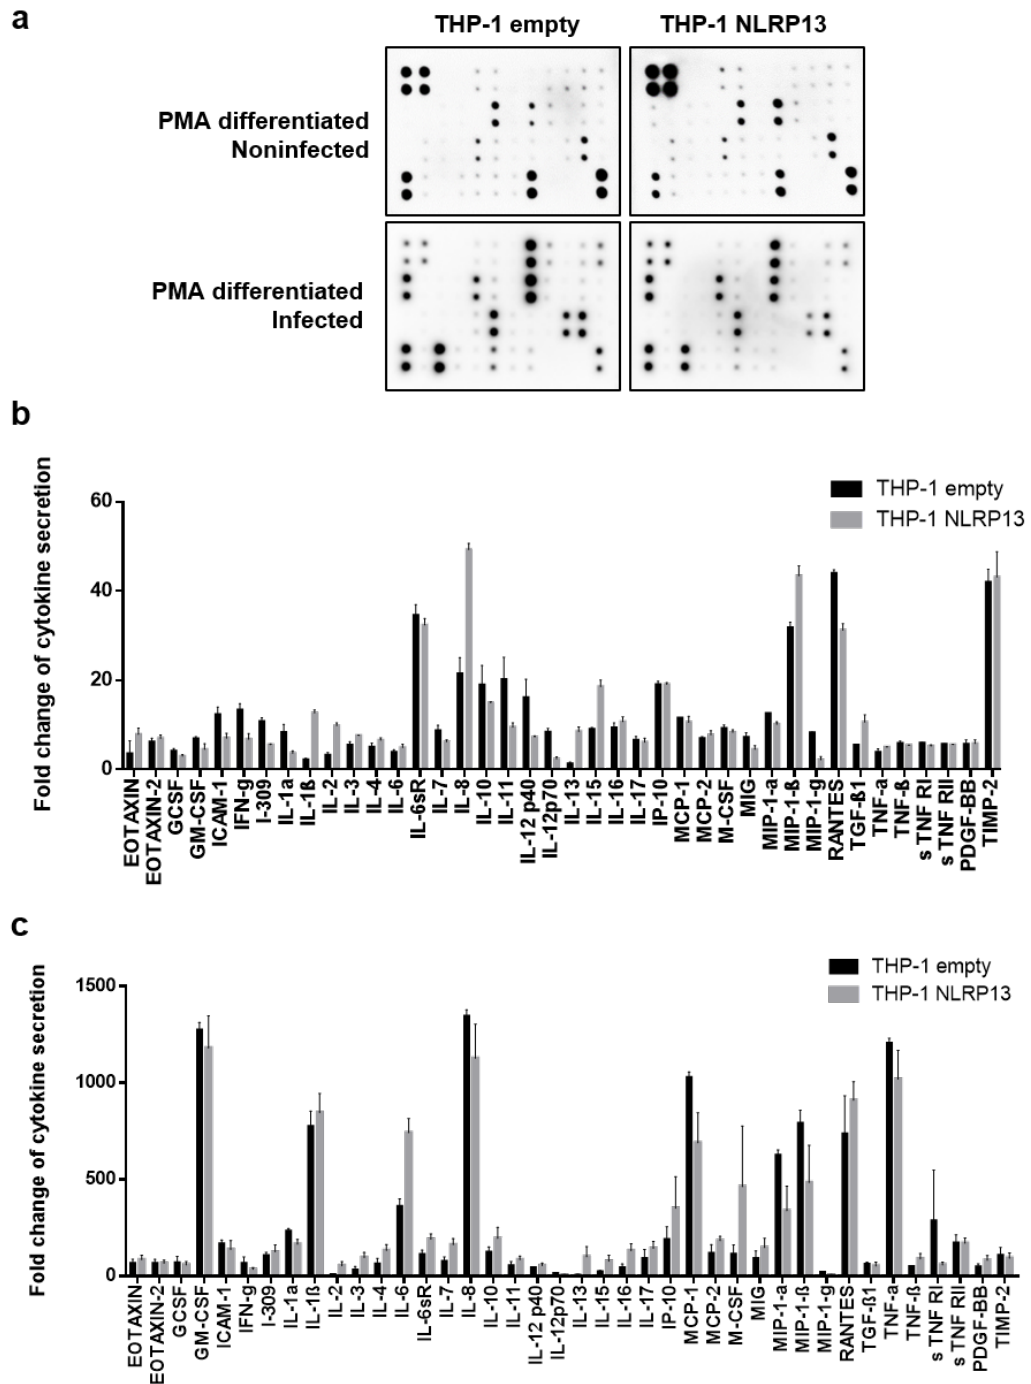 a
THP-1 empty
THP-1 NLRP13
PMA differentiated
Noninfected
PMA differentiated
Infected
b
Fold change of cytokine secretion
60
40
20
0
THP-1 empty
THP-1 NLRP13
EOTAXIN
EOTAXIN-2
GCSF
GM-CSF
ICAM-1
IFN-g
I-309
IL-1a
IL-1ß
IL-2
IL-3
IL-4
IL-6
IL-6sR
IL-7
IL-8
IL-10
IL-11
IL-12 p40
IL-12p70
IL-13
IL-15
IL-16
IL-17
IP-10
MCP-1
MCP-2
M-CSF
MIG
MIP-1-a
MIP-1-ß
MIP-1-g
RANTES
TGF-ß1
TNF-a
TNF-ß
s TNF RI
s TNF RII
PDGF-BB
TIMP-2
c
Fold change of cytokine secretion
1500
1000
500
0
THP-1 empty
THP-1 NLRP13
EOTAXIN
EOTAXIN-2
GCSF
GM-CSF
ICAM-1
IFN-g
I-309
IL-1a
IL-1ß
IL-2
IL-3
IL-4
IL-6
IL-6sR
IL-7
IL-8
IL-10
IL-11
IL-12 p40
IL-12p70
IL-13
IL-15
IL-16
IL-17
IP-10
MCP-1
MCP-2
M-CSF
MIG
MIP-1-a
MIP-1-ß
MIP-1-g
RANTES
TGF-ß1
TNF-a
TNF-ß
s TNF RI
s TNF RII
PDGF-BB
TIMP-2